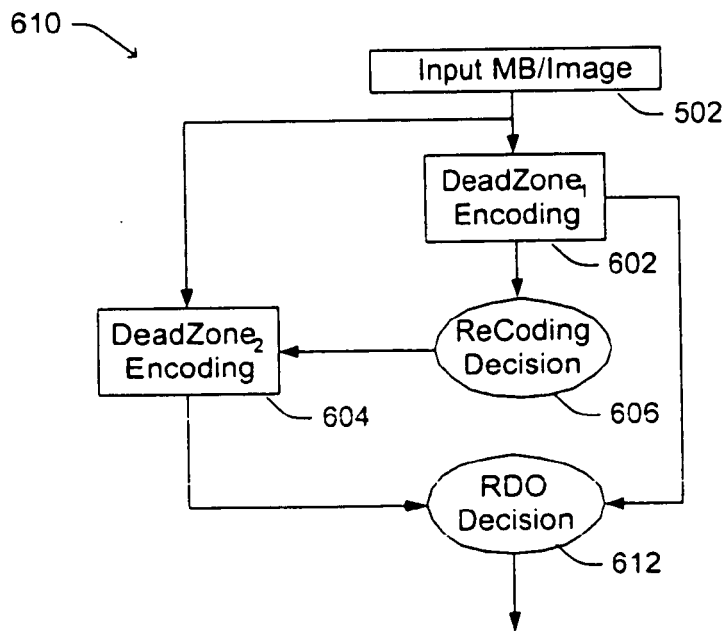 610
Input MB/Image
502
DeadZone₁
Encoding
602
DeadZone₂
Encoding
604
ReCoding
Decision
606
RDO
Decision
612